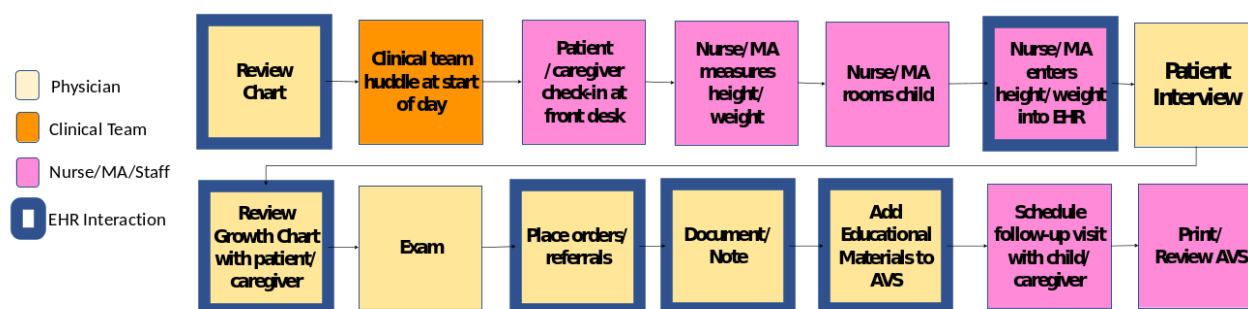 Physician
Clinical Team
Nurse/MA/Staff
EHR Interaction
Review
Chart
Clinical team
huddle at start
of day
Patient
/caregiver
check-in at
front desk
Nurse/MA
measures
height/
weight
Nurse/MA
rooms child
Nurse/MA
enters
height/weight
into EHR
Patient
Interview
Review
Growth Chart
with patient/
caregiver
Exam
Place orders/
referrals
Document/
Note
Add
Educational
Materials to
AVS
Schedule
follow-up visit
with child/
caregiver
Print/
Review AVS